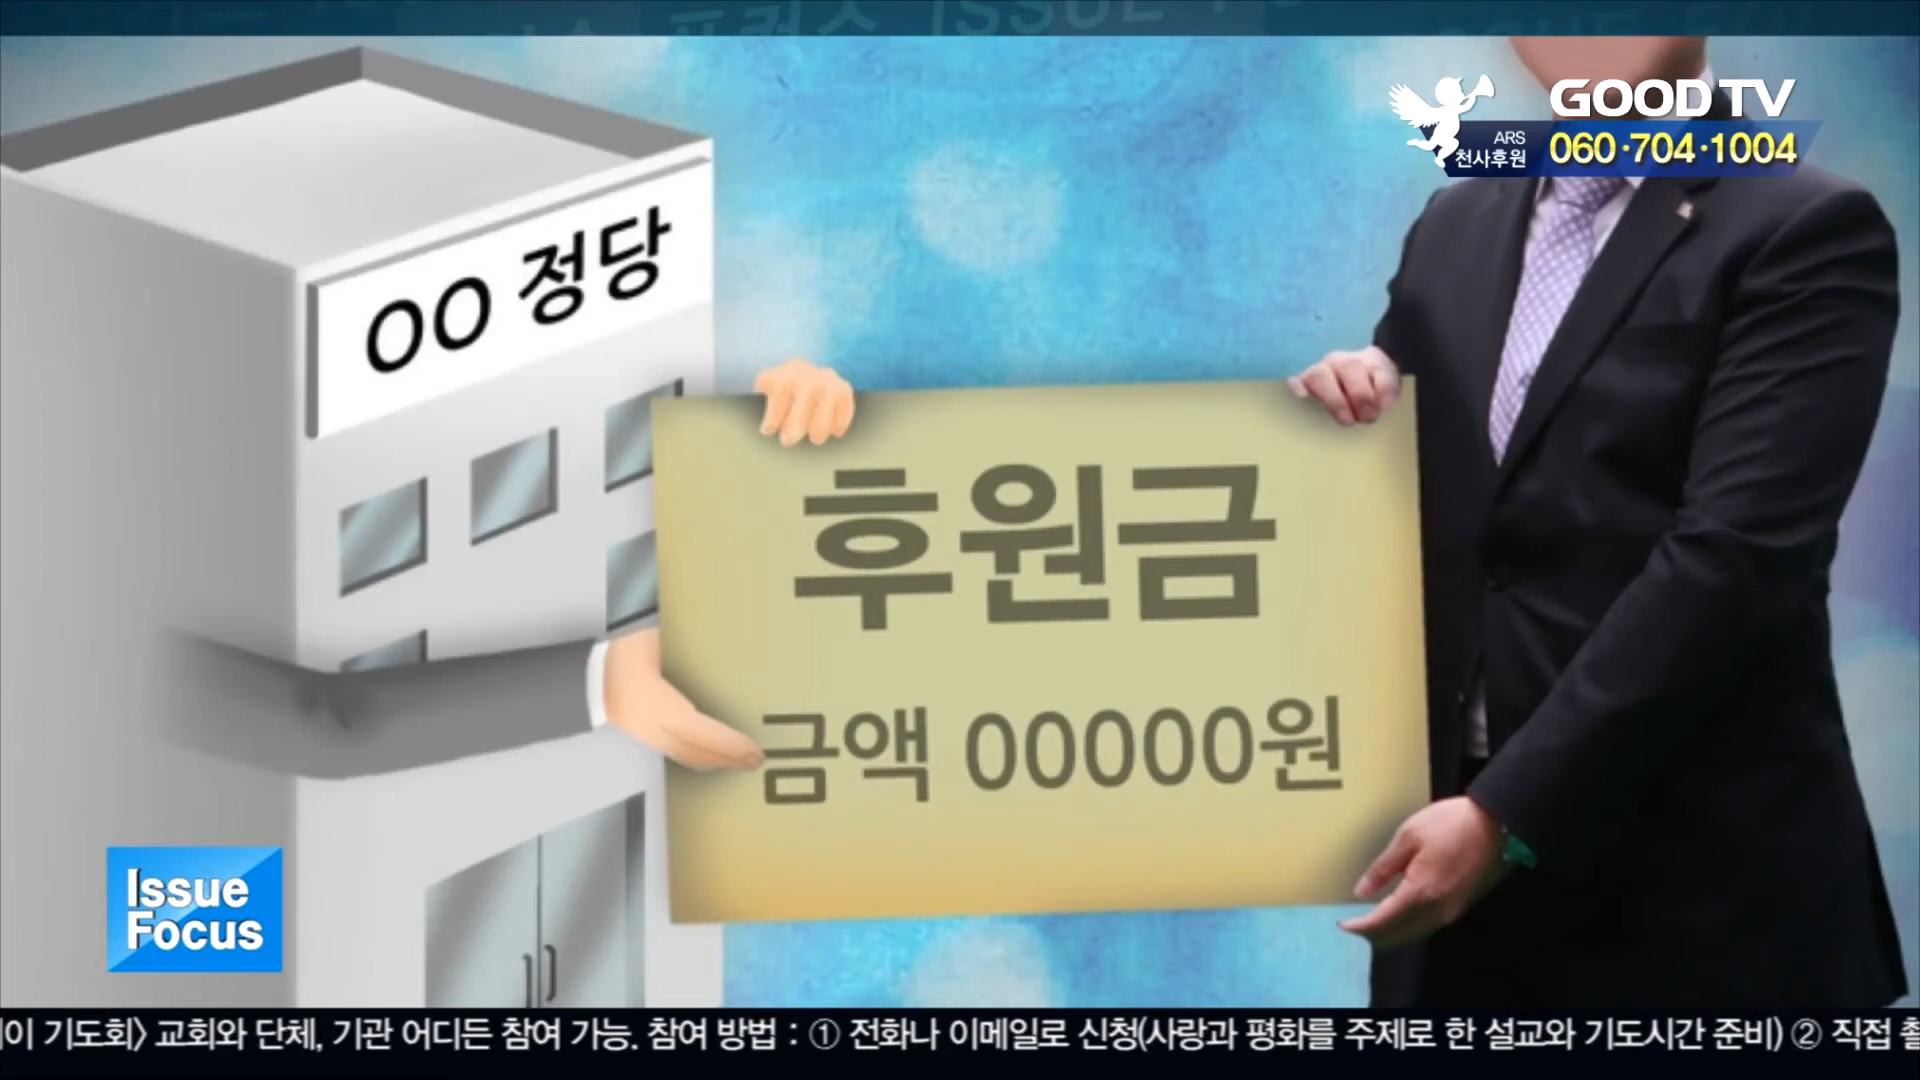 GOODTV
ARS
천사후원 060·704·1004
OO 정당
후원금
금액 00000원
Issue
Focus
기도회> 교회와 단체, 기관 어디든 참여 가능. 참여 방법 : ① 전화나 이메일로 신청(사랑과 평화를 주제로 한 설교와 기도시간 준비) ② 직접